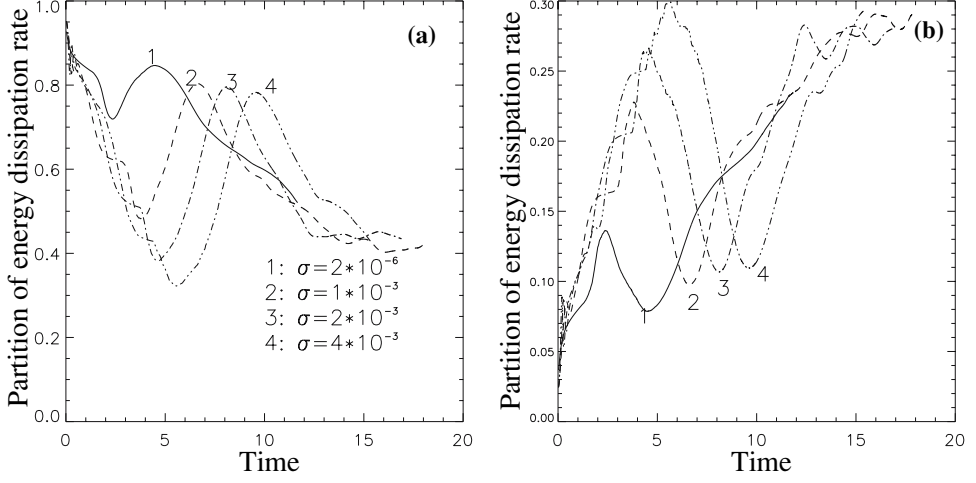 Partition of energy dissipation rate
1.0
0.8
0.6
0.4
0.2
0.0
(a)
1
2
3
4
1: σ=2*10⁻⁶
2: σ=1*10⁻³
3: σ=2*10⁻³
4: σ=4*10⁻³
0 5 10 15 20
Time
Partition of energy dissipation rate
0.30
0.25
0.20
0.15
0.10
0.05
0.00
(b)
1
2
3
4
0 5 10 15 20
Time